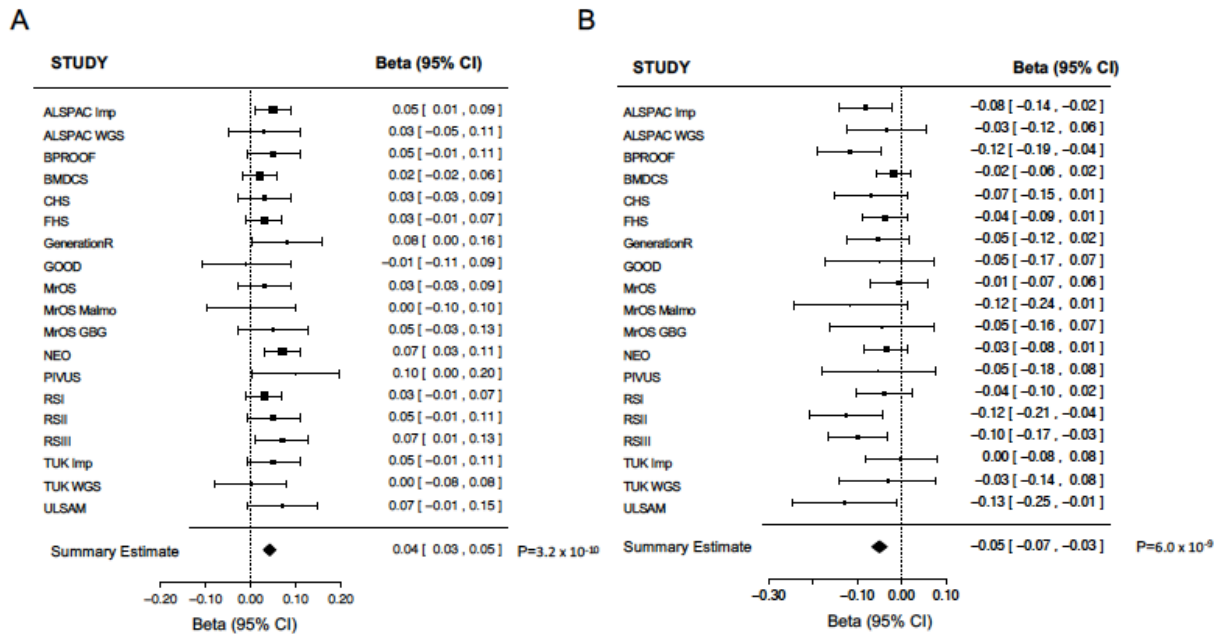 A
STUDY Beta (95% CI)
ALSPAC Imp 0.05 [ 0.01 , 0.09 ]
ALSPAC WGS 0.03 [ −0.05 , 0.11 ]
BPROOF 0.05 [ −0.01 , 0.11 ]
BMDCS 0.02 [ −0.02 , 0.06 ]
CHS 0.03 [ −0.03 , 0.09 ]
FHS 0.03 [ −0.01 , 0.07 ]
GenerationR 0.08 [ 0.00 , 0.16 ]
GOOD −0.01 [ −0.11 , 0.09 ]
MrOS 0.03 [ −0.03 , 0.09 ]
MrOS Malmo 0.00 [ −0.10 , 0.10 ]
MrOS GBG 0.05 [ −0.03 , 0.13 ]
NEO 0.07 [ 0.03 , 0.11 ]
PIVUS 0.10 [ 0.00 , 0.20 ]
RSI 0.03 [ −0.01 , 0.07 ]
RSII 0.05 [ −0.01 , 0.11 ]
RSIII 0.07 [ 0.01 , 0.13 ]
TUK Imp 0.05 [ −0.01 , 0.11 ]
TUK WGS 0.00 [ −0.08 , 0.08 ]
ULSAM 0.07 [ −0.01 , 0.15 ]
Summary Estimate 0.04 [ 0.03 , 0.05 ] P=3.2 x 10⁻¹⁰
−0.20 −0.10 0.00 0.10 0.20
Beta (95% CI)
B
STUDY Beta (95% CI)
ALSPAC Imp −0.08 [ −0.14 , −0.02 ]
ALSPAC WGS −0.03 [ −0.12 , 0.06 ]
BPROOF −0.12 [ −0.19 , −0.04 ]
BMDCS −0.02 [ −0.06 , 0.02 ]
CHS −0.07 [ −0.15 , 0.01 ]
FHS −0.04 [ −0.09 , 0.01 ]
GenerationR −0.05 [ −0.12 , 0.02 ]
GOOD −0.05 [ −0.17 , 0.07 ]
MrOS −0.01 [ −0.07 , 0.06 ]
MrOS Malmo −0.12 [ −0.24 , 0.01 ]
MrOS GBG −0.05 [ −0.16 , 0.07 ]
NEO −0.03 [ −0.08 , 0.01 ]
PIVUS −0.05 [ −0.18 , 0.08 ]
RSI −0.04 [ −0.10 , 0.02 ]
RSII −0.12 [ −0.21 , −0.04 ]
RSIII −0.10 [ −0.17 , −0.03 ]
TUK Imp 0.00 [ −0.08 , 0.08 ]
TUK WGS −0.03 [ −0.14 , 0.08 ]
ULSAM −0.13 [ −0.25 , −0.01 ]
Summary Estimate −0.05 [ −0.07 , −0.03 ] P=6.0 x 10⁻⁹
−0.30 −0.10 0.00 0.10
Beta (95% CI)